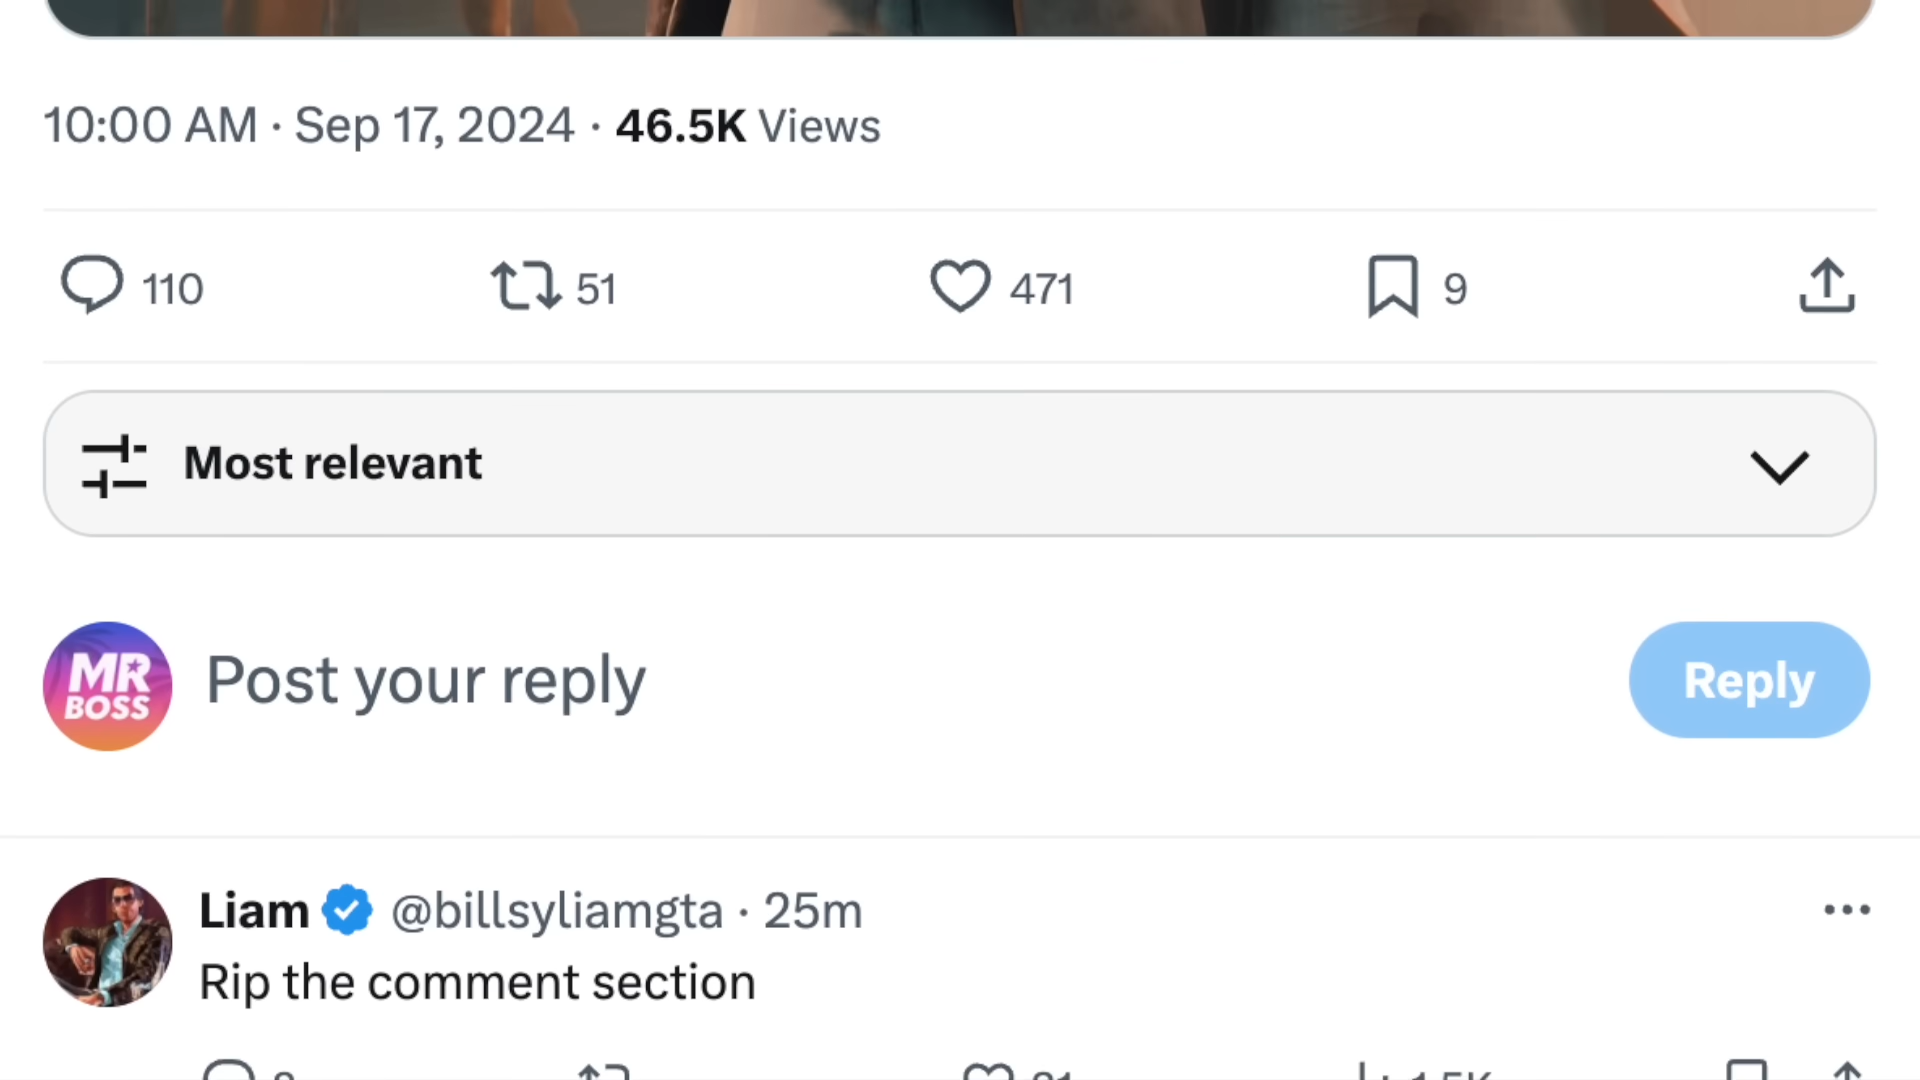 10:00 AM · Sep 17, 2024 · 46.5K Views
110 51 471 9
Most relevant
MR BOSS
Post your reply
Reply
Liam @billsyliamgta · 25m
Rip the comment section